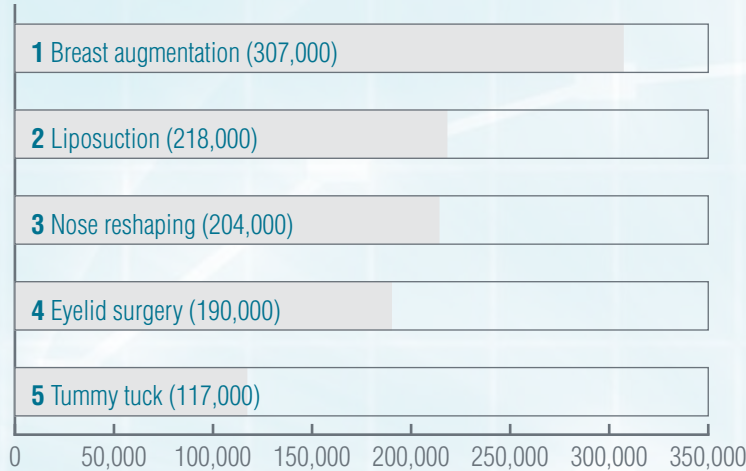 1 Breast augmentation (307,000)
2 Liposuction (218,000)
3 Nose reshaping (204,000)
4 Eyelid surgery (190,000)
5 Tummy tuck (117,000)
0 50,000 100,000 150,000 200,000 250,000 300,000 350,000